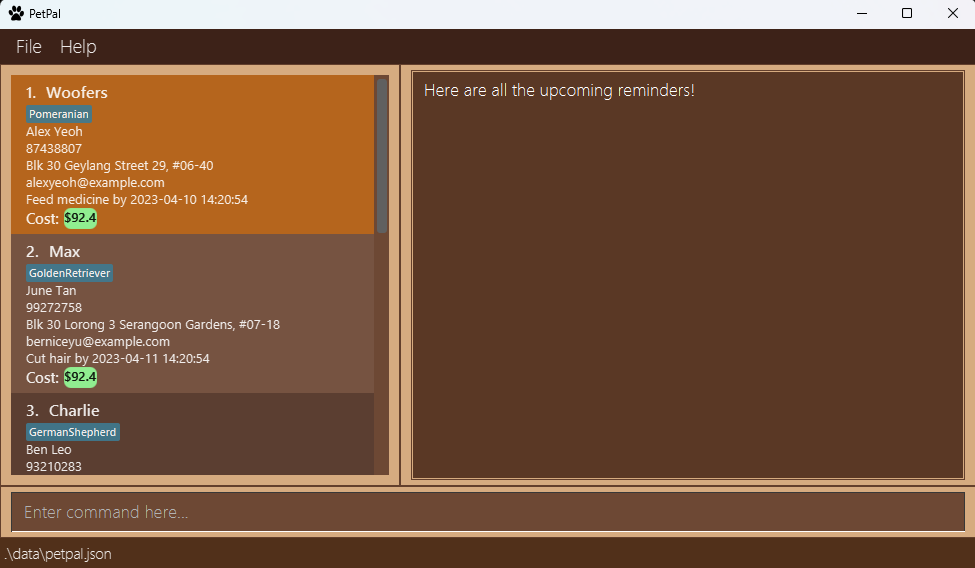 PetPal
File Help
1. Woofers
Pomeranian
Alex Yeoh
87438807
Blk 30 Geylang Street 29, #06-40
alexyeoh@example.com
Feed medicine by 2023-04-10 14:20:54
Cost: $92.4
2. Max
GoldenRetriever
June Tan
99272758
Blk 30 Lorong 3 Serangoon Gardens, #07-18
berniceyu@example.com
Cut hair by 2023-04-11 14:20:54
Cost: $92.4
3. Charlie
GermanShepherd
Ben Leo
93210283
Here are all the upcoming reminders!
Enter command here...
.\data\petpal.json